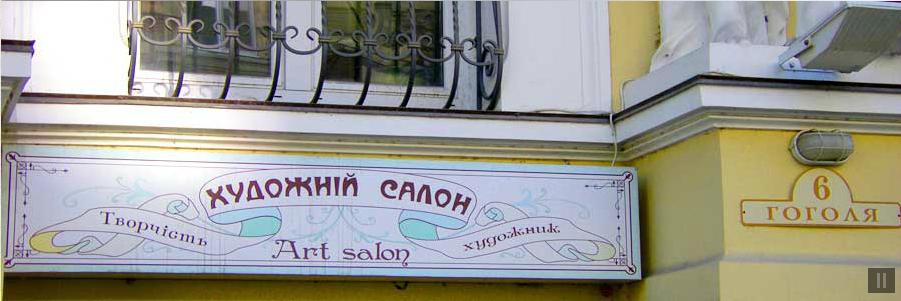 ХУДОЖНІЙ САЛОН
Творчість
художник
Art salon
6
ГОГОЛЯ